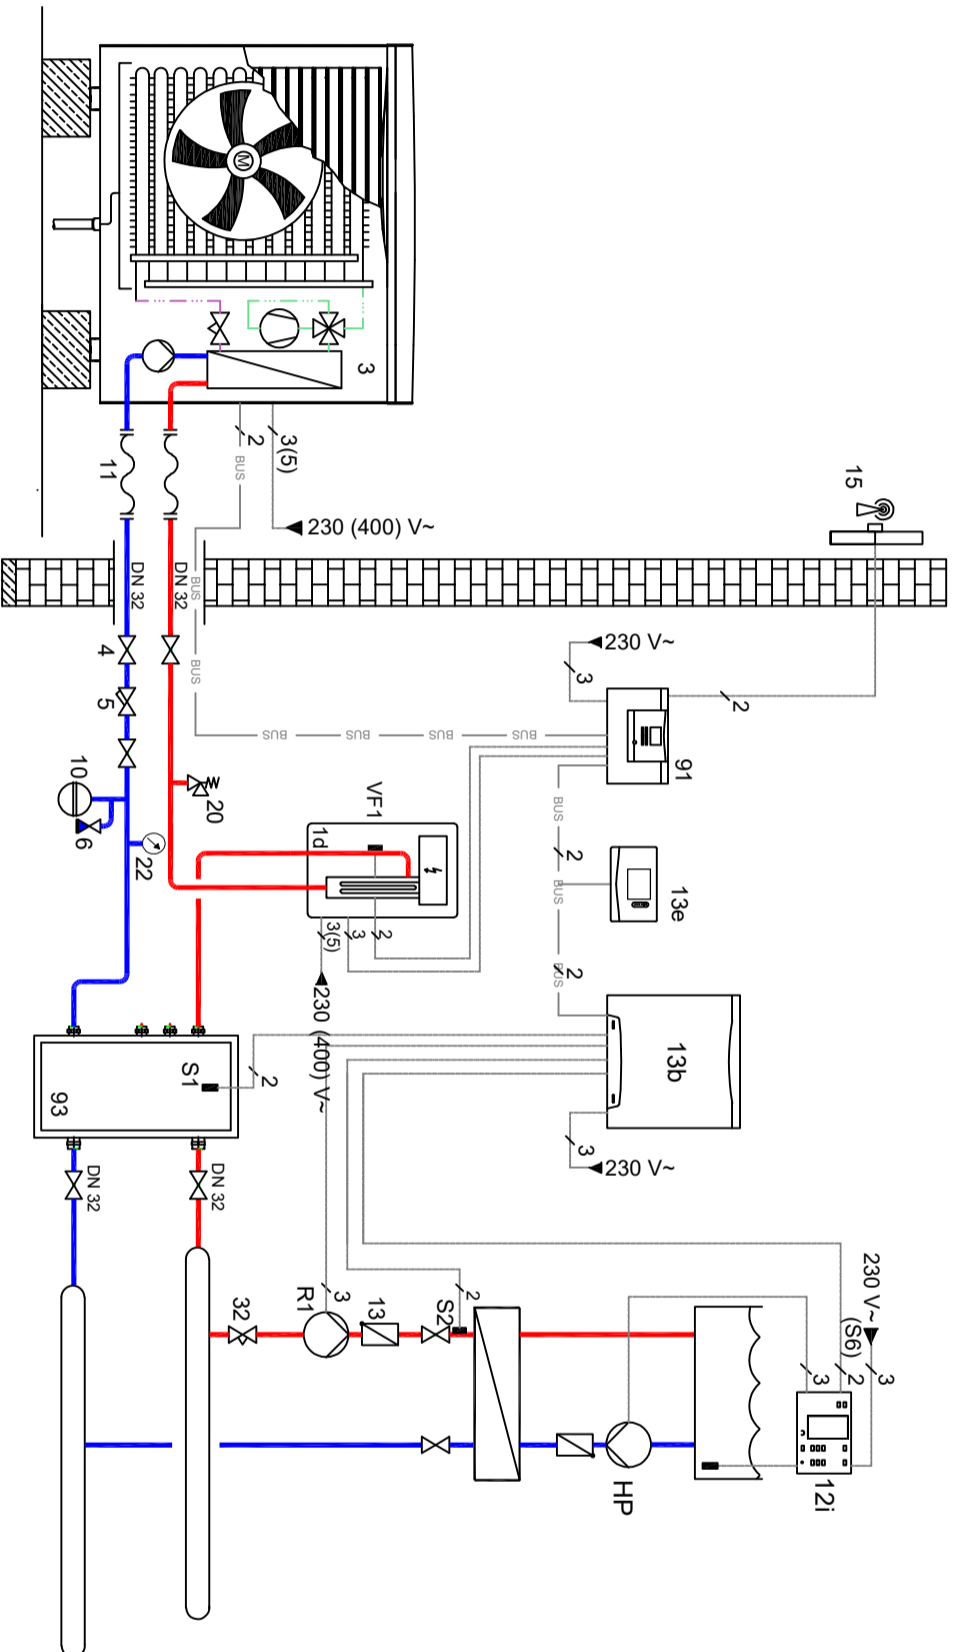 M
3
2
BUS
3(5)
230 (400) V~
11
15
DN 32
DN 32
BUS
BUS
4
5
10
6
22
20
230 V~
3
2
91
BUS
BUS
BUS
BUS
VF1
1d
3(5)
3
2
230 (400) V~
BUS
2
BUS
13e
2
BUS
13b
3
230 V~
S1
2
93
DN 32
DN 32
32
R1
3
13
S2
2
HP
230 V~
(S6)
3
2
3
12i